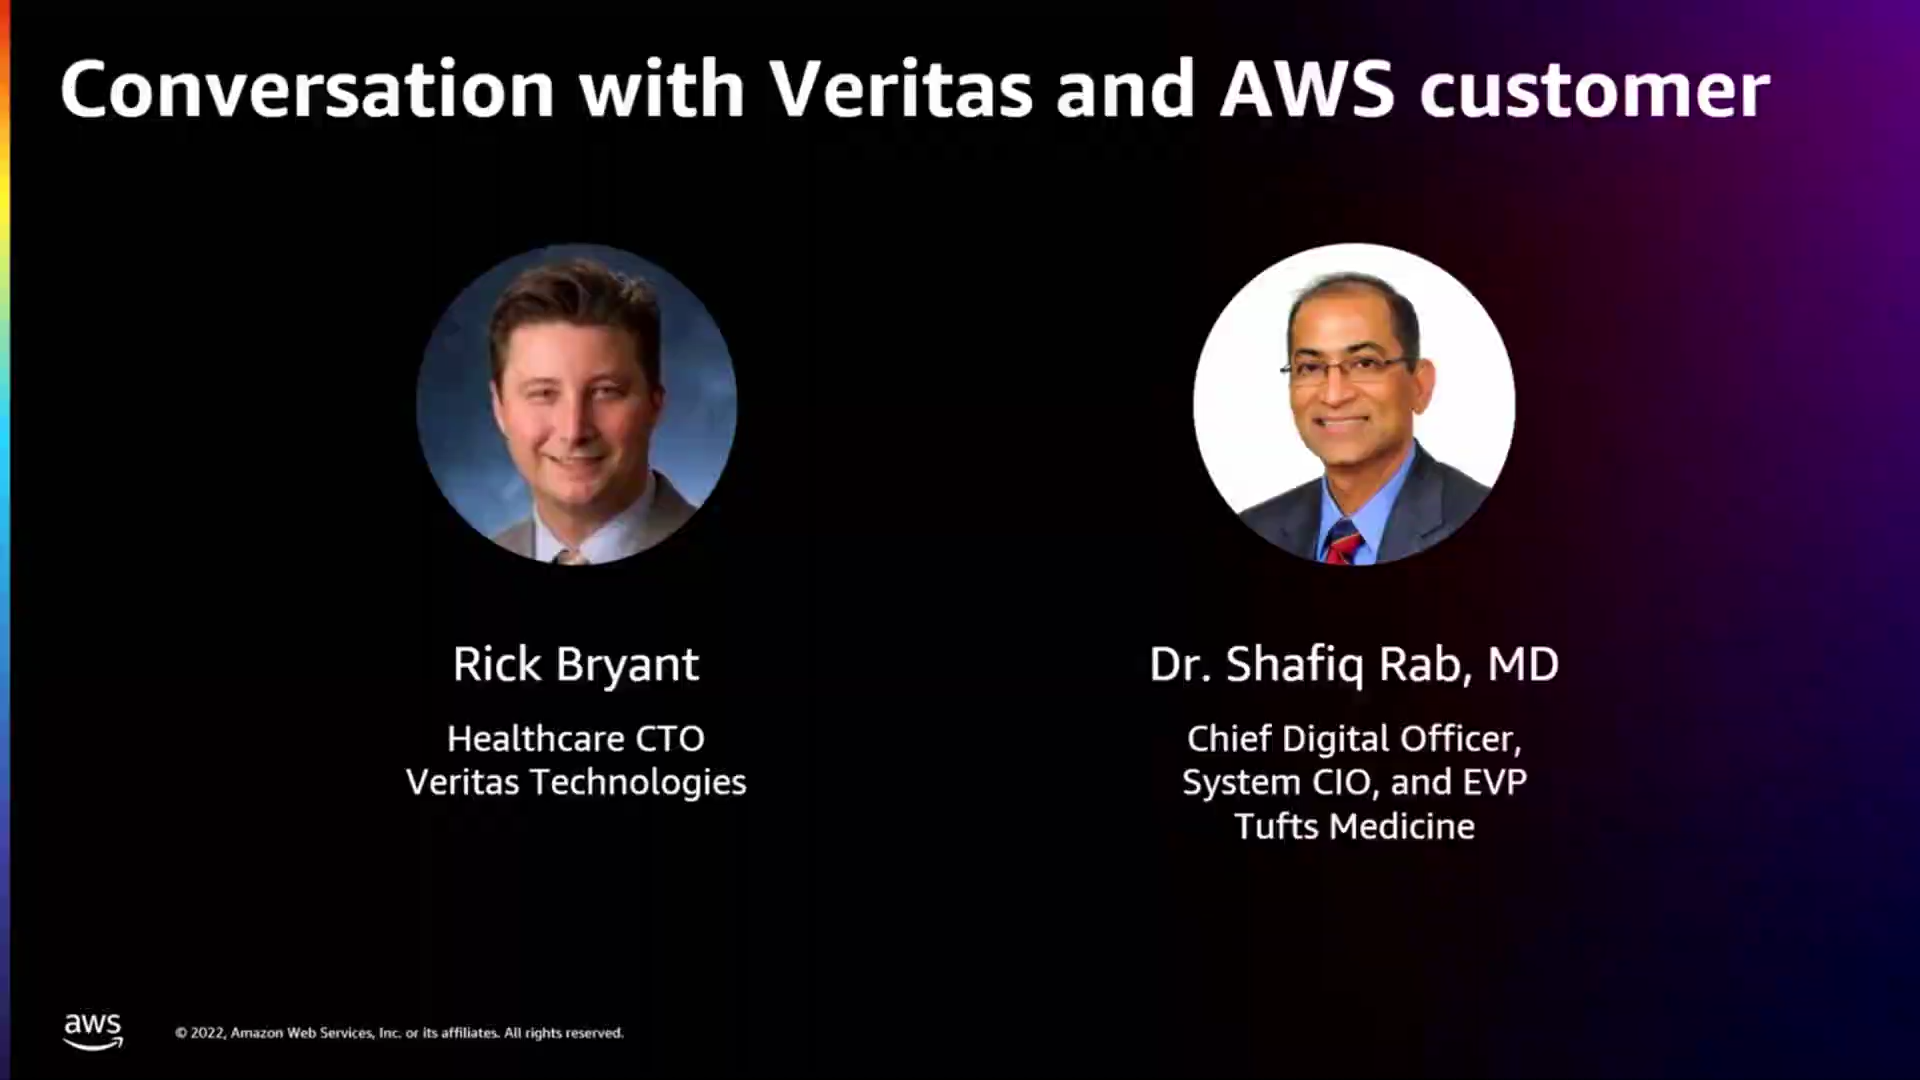 Conversation with Veritas and AWS customer
Rick Bryant
Healthcare CTO
Veritas Technologies
Dr. Shafiq Rab, MD
Chief Digital Officer,
System CIO, and EVP
Tufts Medicine
aws
© 2022, Amazon Web Services, Inc. or its affiliates. All rights reserved.